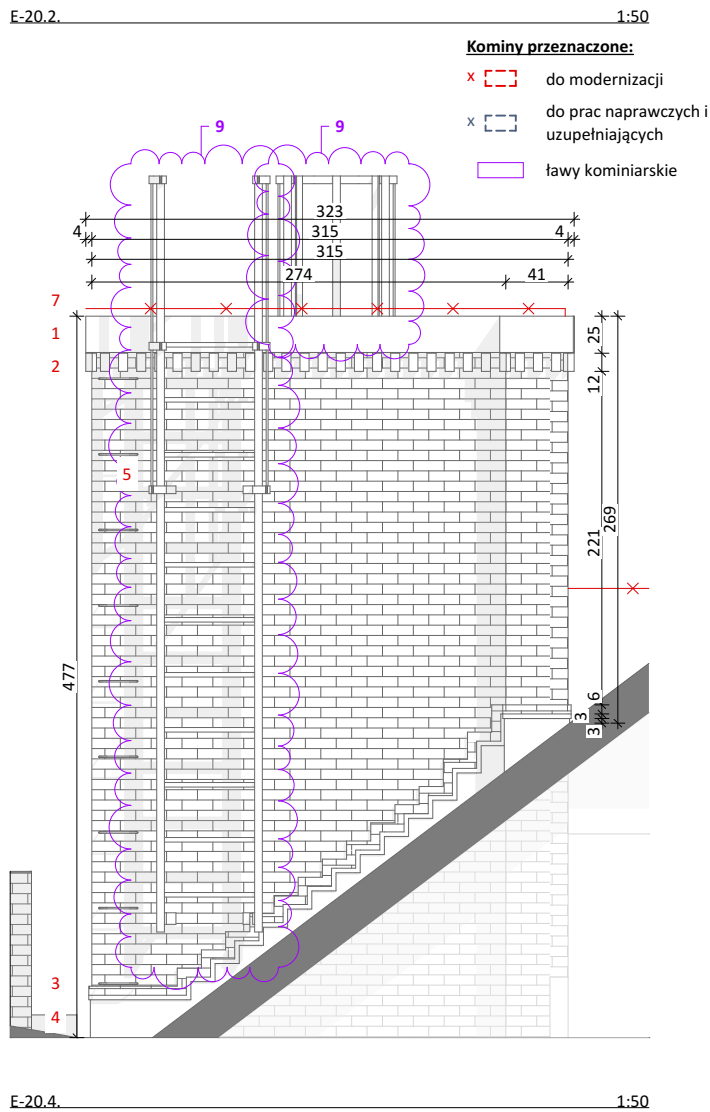 E-20.2. 1:50
Kominy przeznaczone:
x do modernizacji
x do prac naprawczych i
uzupełniających
ławy kominiarskie
9 9
323
4 315 4
315
274 41
7
1
2
25
12
5
221
269
477
6
3
3
3
4
E-20.4. 1:50